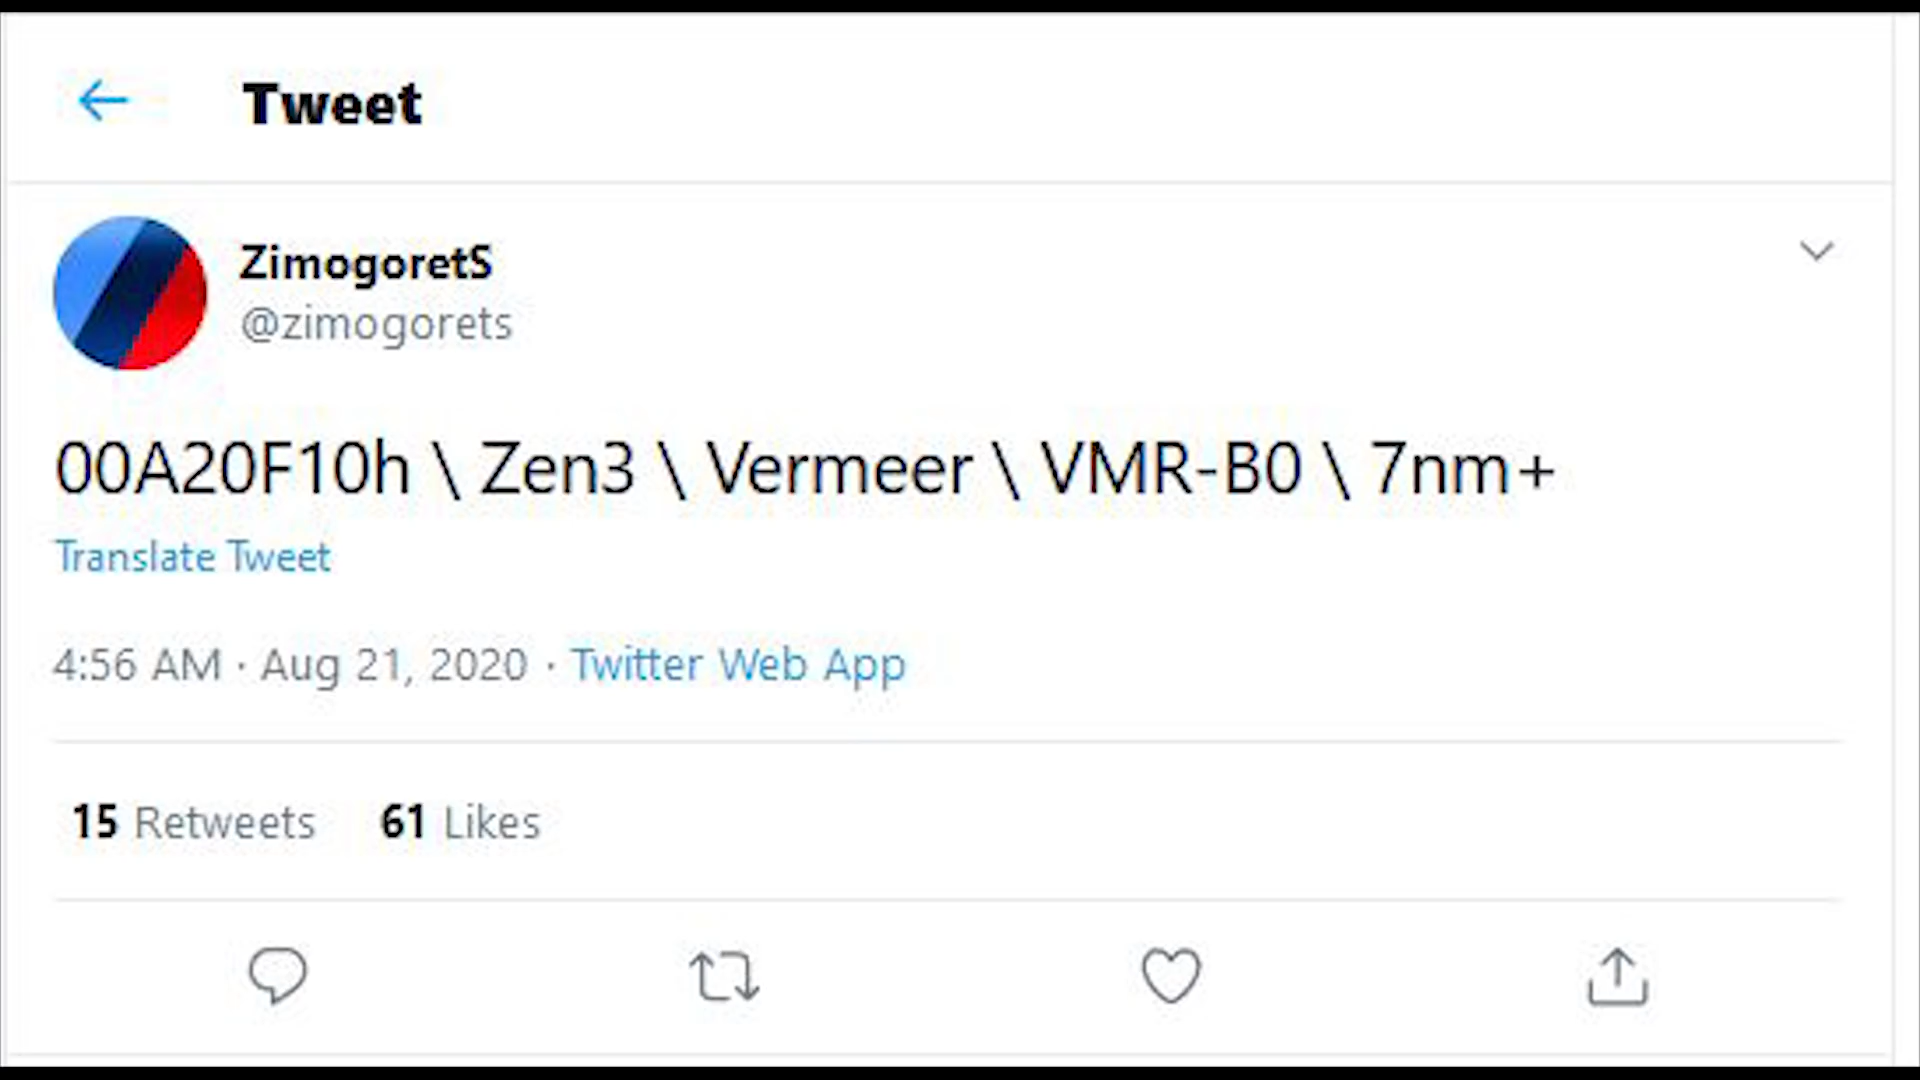 Tweet
ZimogoretS
@zimogorets
00A20F10h \ Zen3 \ Vermeer \ VMR-B0 \ 7nm+
Translate Tweet
4:56 AM · Aug 21, 2020 · Twitter Web App
15 Retweets 61 Likes